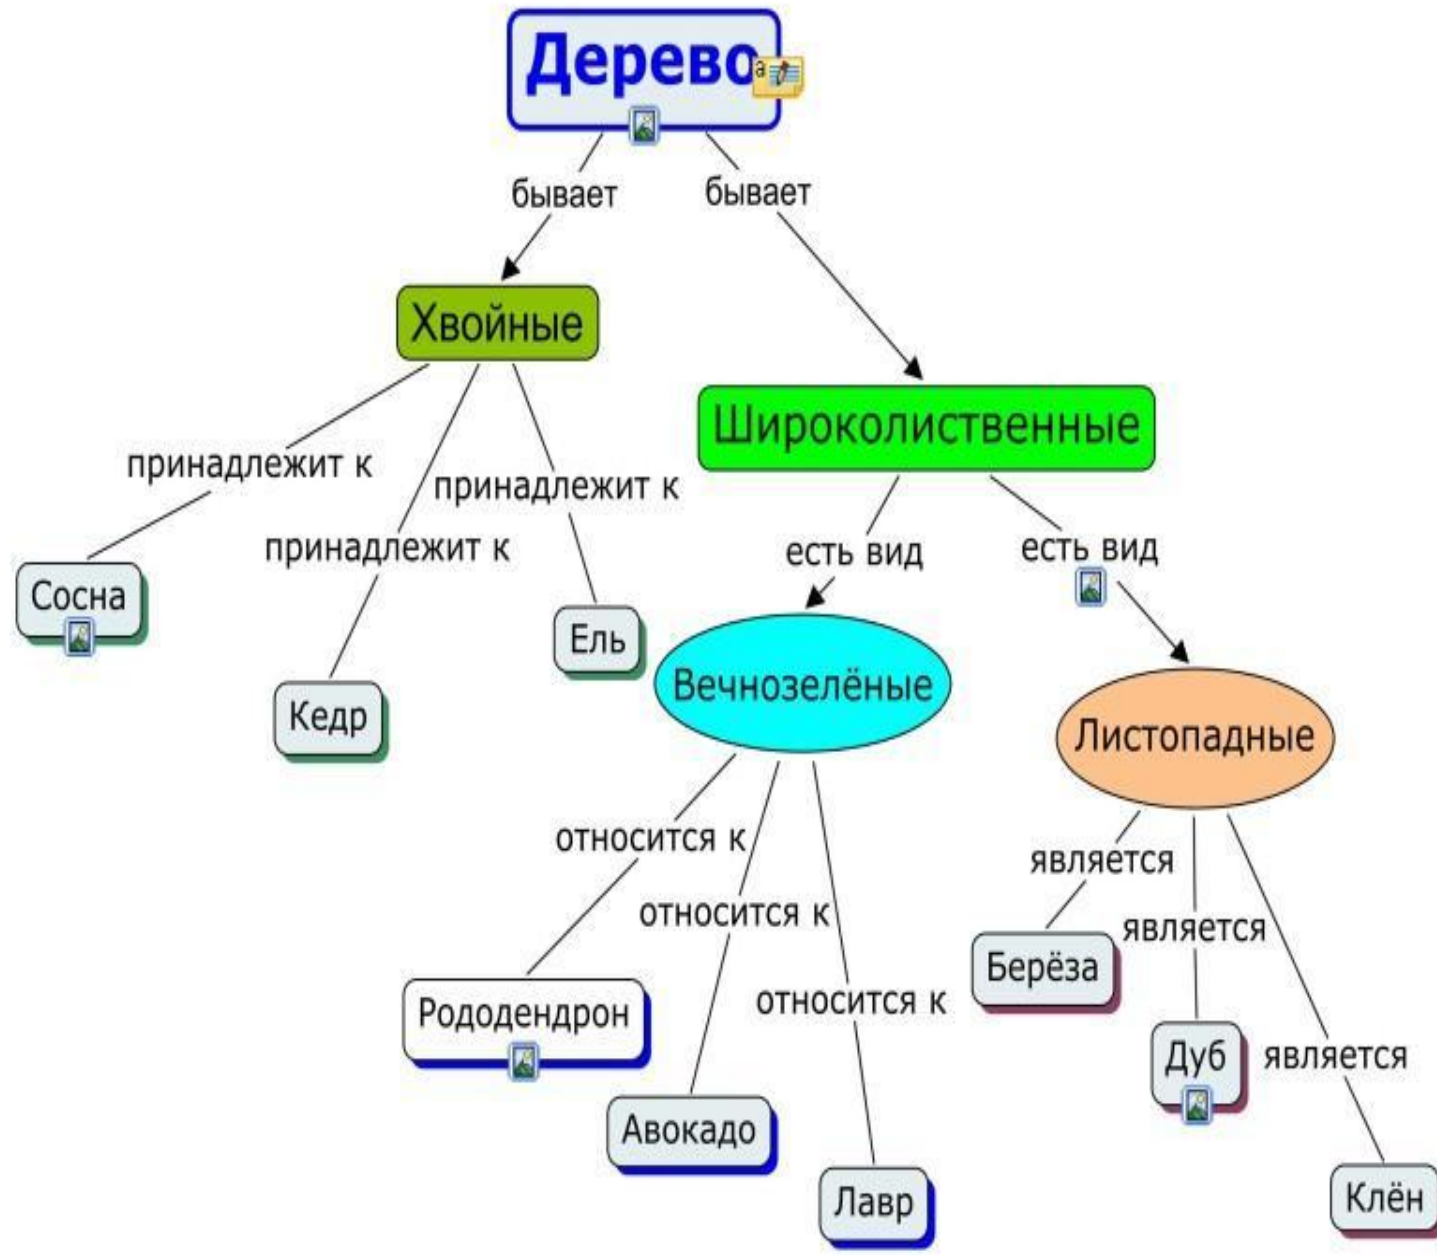 Дерево
a
бывает
бывает
Хвойные
Широколиственные
принадлежит к
принадлежит к
принадлежит к
есть вид
есть вид
Сосна
Ель
Кедр
Вечнозелёные
Листопадные
относится к
относится к
относится к
является
является
является
Рододендрон
Авокадо
Лавр
Берёза
Дуб
Клён